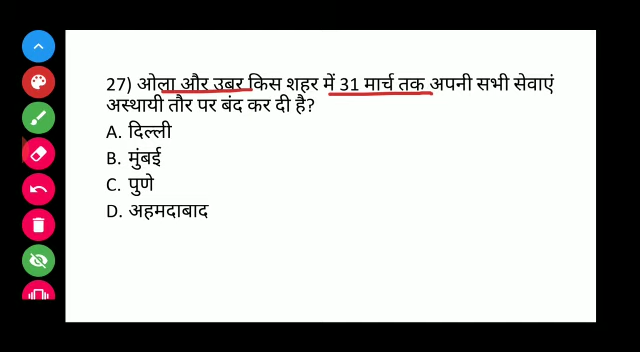 27) ओला और उबर किस शहर में 31 मार्च तक अपनी सभी सेवाएं
अस्थायी तौर पर बंद कर दी है?
A. दिल्ली
B. मुंबई
C. पुणे
D. अहमदाबाद